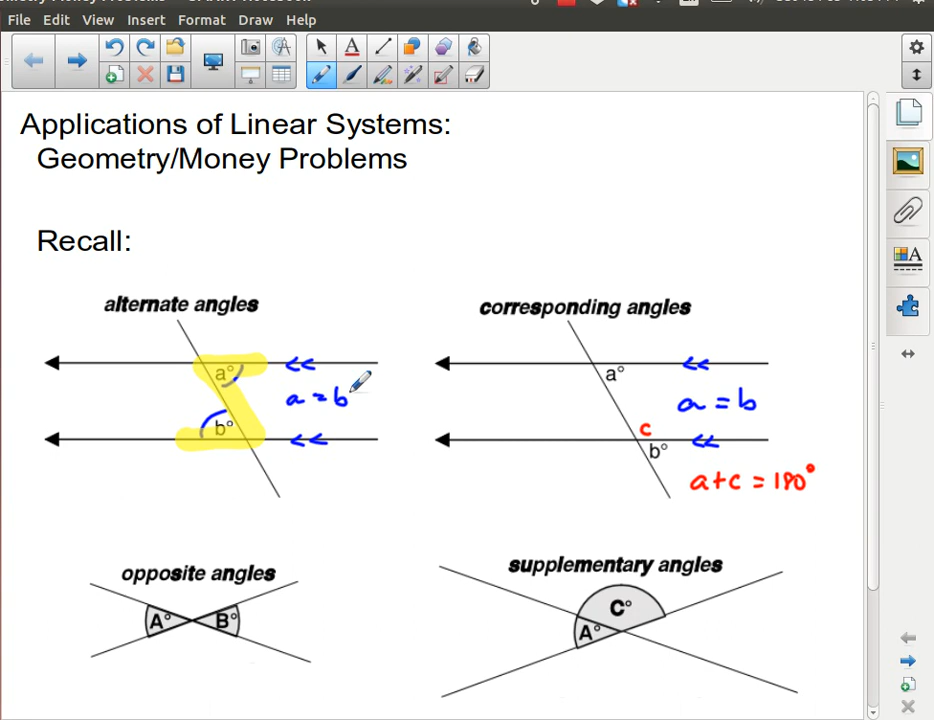 File Edit View Insert Format Draw Help
Applications of Linear Systems:
Geometry/Money Problems
Recall:
alternate angles
a°
a = b
b°
corresponding angles
a°
a = b
c
b°
a+c = 180°
opposite angles
A° B°
supplementary angles
C°
A°